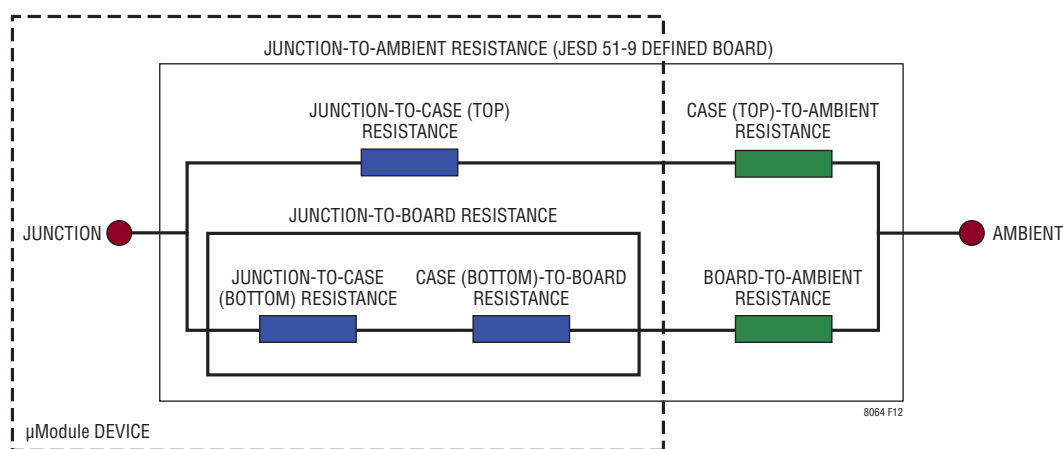 JUNCTION-TO-AMBIENT RESISTANCE (JESD 51-9 DEFINED BOARD)
JUNCTION-TO-CASE (TOP)
RESISTANCE
CASE (TOP)-TO-AMBIENT
RESISTANCE
JUNCTION-TO-BOARD RESISTANCE
JUNCTION
AMBIENT
JUNCTION-TO-CASE
(BOTTOM) RESISTANCE
CASE (BOTTOM)-TO-BOARD
RESISTANCE
BOARD-TO-AMBIENT
RESISTANCE
8064 F12
µModule DEVICE